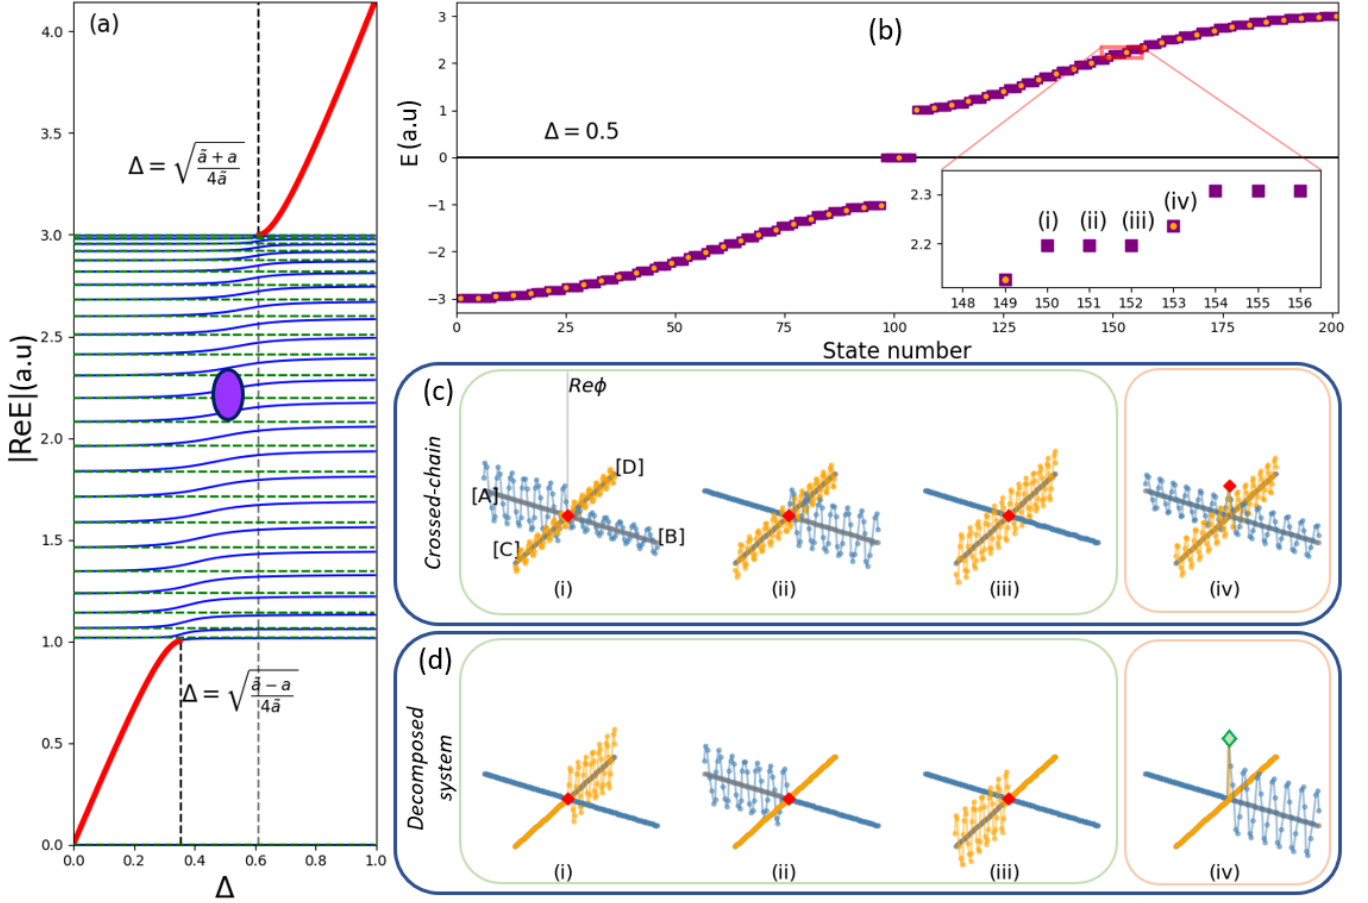 (a)
4.0
3.5
3.0
2.5
2.0
1.5
1.0
0.5
0.0
|ReE|(a.u)
Δ = √((ã + a)/(4ã))
Δ = √((ã − a)/(4ã))
0.0 0.2 0.4 0.6 0.8 1.0
Δ
(b)
3
2
1
0
−1
−2
−3
E (a.u)
Δ = 0.5
2.3
2.2
(i) (ii) (iii) (iv)
148 149 150 151 152 153 154 155 156
0 25 50 75 100 125 150 175 200
State number
(c)
Crossed-chain
Reϕ
[A]
[D]
[C]
[B]
(i) (ii) (iii) (iv)
(d)
Decomposed
system
(i) (ii) (iii) (iv)